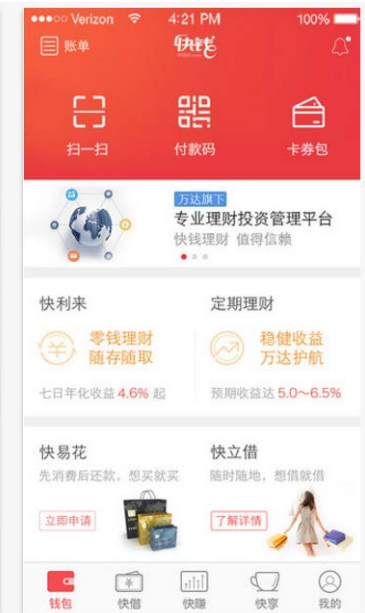 Verizon 4:21 PM 100%
账单
快钱
扫一扫 付款码 卡券包
万达旗下
专业理财投资管理平台
快钱理财 值得信赖
快利来 定期理财
零钱理财 稳健收益
随存随取 万达护航
七日年化收益 4.6% 起 预期收益达 5.0~6.5%
快易花 快立借
先消费后还款，想买就买 随时随地，想借就借
立即申请 了解详情
钱包 快借 快赚 快享 我的